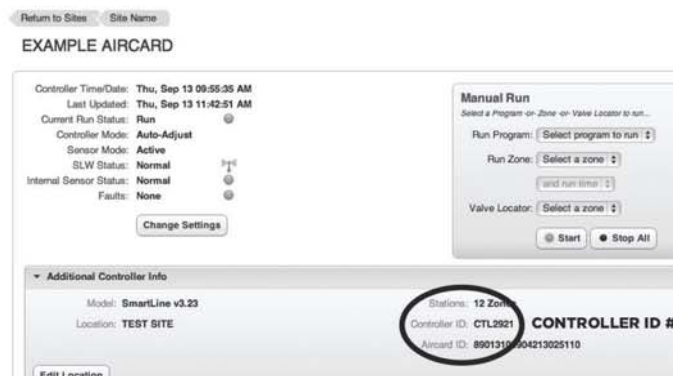 Return to Sites Site Name
EXAMPLE AIRCARD
Controller Time/Date: Thu, Sep 13 09:55:35 AM
Last Updated: Thu, Sep 13 11:42:51 AM
Current Run Status: Run
Controller Mode: Auto-Adjust
Sensor Mode: Active
SLW Status: Normal
Internal Sensor Status: Normal
Faults: None
Change Settings
Manual Run
Select a Program -or- Zone -or- Valve Locator to run...
Run Program: Select program to run
Run Zone: Select a zone
and run time
Valve Locator: Select a zone
Start Stop All
Additional Controller Info
Model: SmartLine v3.23
Location: TEST SITE
Stations: 12
Controller ID: CTL2921 CONTROLLER ID #
Aircard ID:
Edit Location